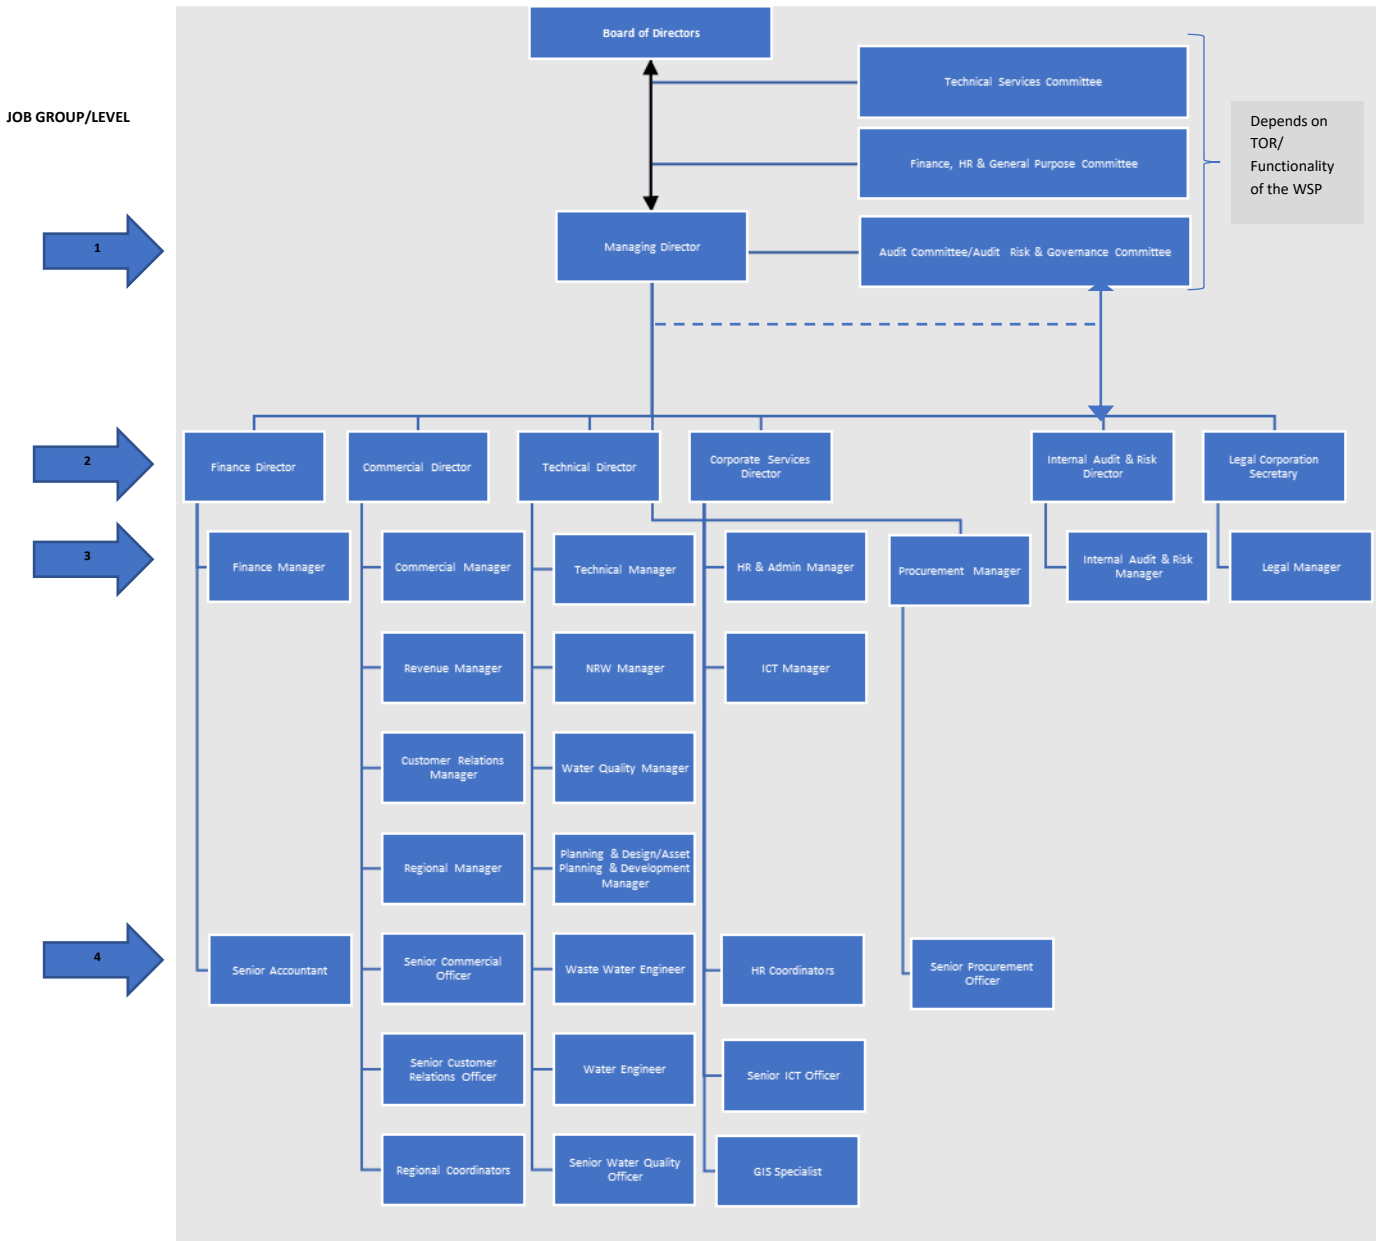 Board of Directors
Technical Services Committee
JOB GROUP/LEVEL
Depends on
TOR/
Functionality
of the WSP
Finance, HR & General Purpose Committee
1
Managing Director
Audit Committee/Audit Risk & Governance Committee
2
Finance Director
Commercial Director
Technical Director
Corporate Services
Director
Internal Audit & Risk
Director
Legal Corporation
Secretary
3
Finance Manager
Commercial Manager
Technical Manager
HR & Admin Manager
Procurement Manager
Internal Audit & Risk
Manager
Legal Manager
Revenue Manager
NRW Manager
ICT Manager
Customer Relations
Manager
Water Quality Manager
Regional Manager
Planning & Design/Asset
Planning & Development
Manager
4
Senior Accountant
Senior Commercial
Officer
Waste Water Engineer
HR Coordinators
Senior Procurement
Officer
Senior Customer
Relations Officer
Water Engineer
Senior ICT Officer
Regional Coordinators
Senior Water Quality
Officer
GIS Specialist